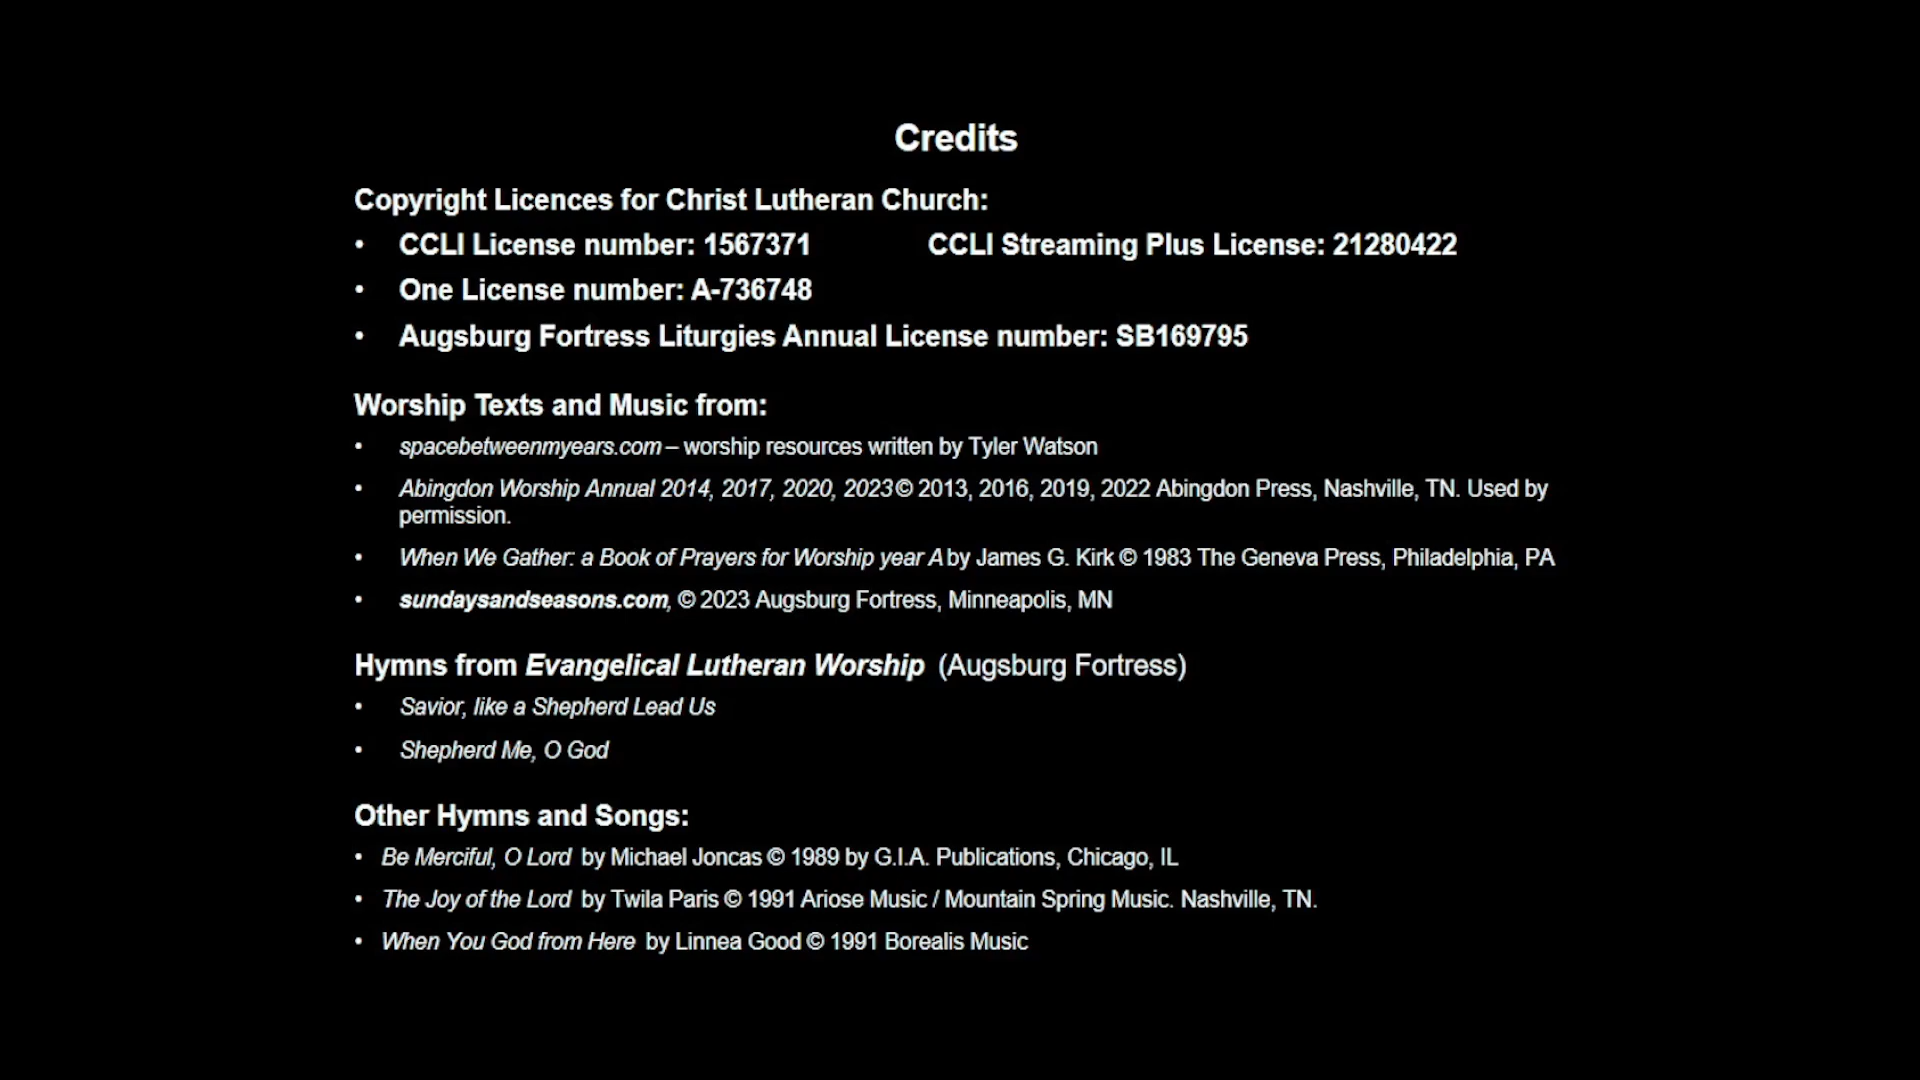 Credits
Copyright Licences for Christ Lutheran Church:
• CCLI License number: 1567371 CCLI Streaming Plus License: 21280422
• One License number: A-736748
• Augsburg Fortress Liturgies Annual License number: SB169795
Worship Texts and Music from:
• spacebetweenmyears.com – worship resources written by Tyler Watson
• Abingdon Worship Annual 2014, 2017, 2020, 2023 © 2013, 2016, 2019, 2022 Abingdon Press, Nashville, TN. Used by
permission.
• When We Gather: a Book of Prayers for Worship year A by James G. Kirk © 1983 The Geneva Press, Philadelphia, PA
• sundaysandseasons.com, © 2023 Augsburg Fortress, Minneapolis, MN
Hymns from Evangelical Lutheran Worship (Augsburg Fortress)
• Savior, like a Shepherd Lead Us
• Shepherd Me, O God
Other Hymns and Songs:
• Be Merciful, O Lord by Michael Joncas © 1989 by G.I.A. Publications, Chicago, IL
• The Joy of the Lord by Twila Paris © 1991 Ariose Music / Mountain Spring Music. Nashville, TN.
• When You God from Here by Linnea Good © 1991 Borealis Music